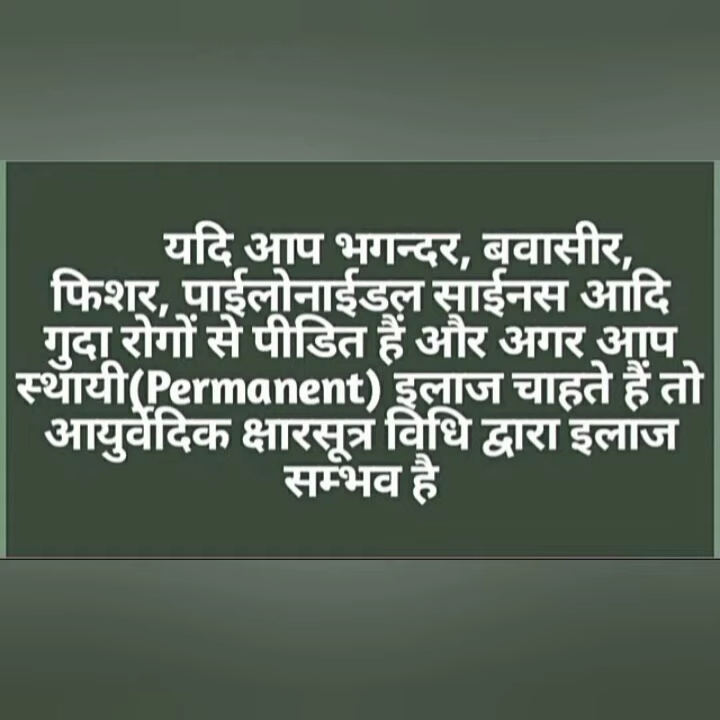 यदि आप भगन्दर, बवासीर,
फिशर, पाईलोनाईडल साईनस आदि
गुदा रोगों से पीडित हैं और अगर आप
स्थायी(Permanent) इलाज चाहते हैं तो
आयुर्वेदिक क्षारसूत्र विधि द्वारा इलाज
सम्भव है